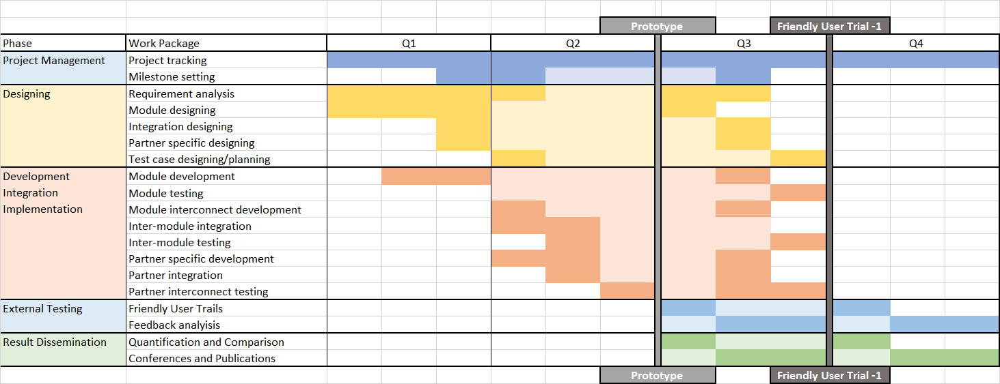 Prototype Friendly User Trial -1
Phase Work Package Q1 Q2 Q3 Q4
Project Management Project tracking
Milestone setting
Designing Requirement analysis
Module designing
Integration designing
Partner specific designing
Test case designing/planning
Development Module development
Integration Module testing
Implementation Module interconnect development
Inter-module integration
Inter-module testing
Partner specific development
Partner integration
Partner interconnect testing
External Testing Friendly User Trails
Feedback analyisis
Result Dissemination Quantification and Comparison
Conferences and Publications
Prototype Friendly User Trial -1